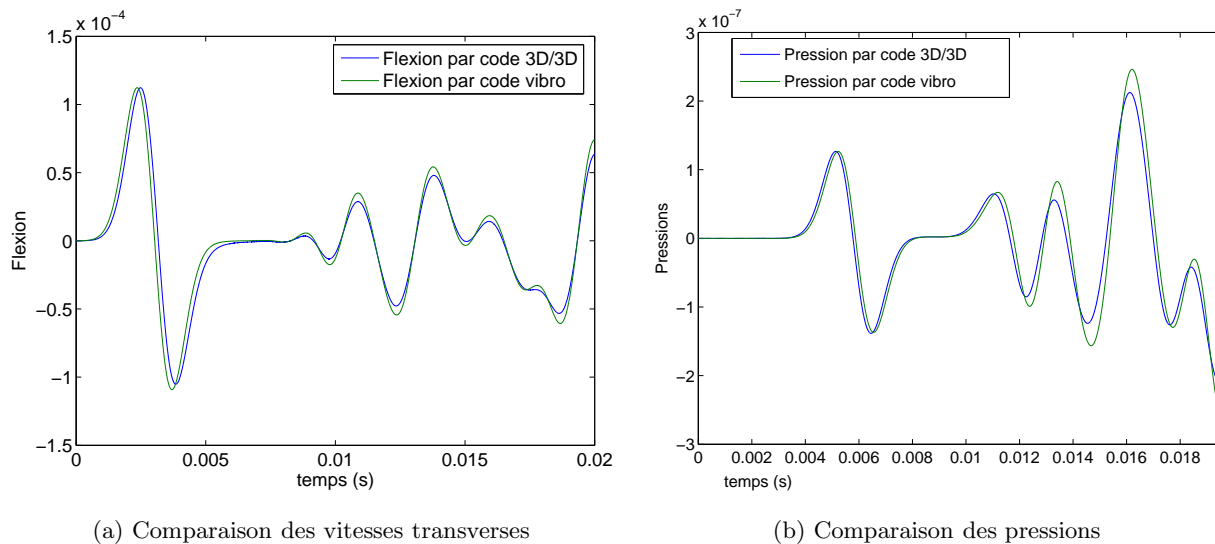 x 10^−4
1.5
1
0.5
0
−0.5
−1
−1.5
Flexion
Flexion par code 3D/3D
Flexion par code vibro
0 0.005 0.01 0.015 0.02
temps (s)
(a) Comparaison des vitesses transverses
x 10^−7
3
2
1
0
−1
−2
−3
Pressions
Pression par code 3D/3D
Pression par code vibro
0 0.002 0.004 0.006 0.008 0.01 0.012 0.014 0.016 0.018
temps (s)
(b) Comparaison des pressions